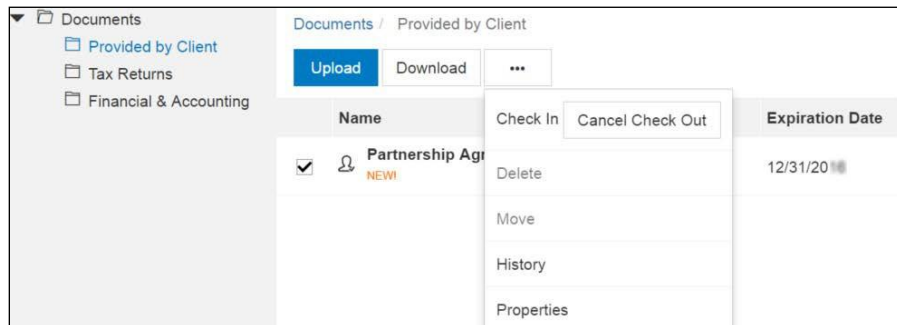 Documents
Provided by Client
Tax Returns
Financial & Accounting
Documents / Provided by Client
Upload Download •••
Name Expiration Date
Check In Cancel Check Out
Partnership Agr
NEW!
12/31/20
Delete
Move
History
Properties